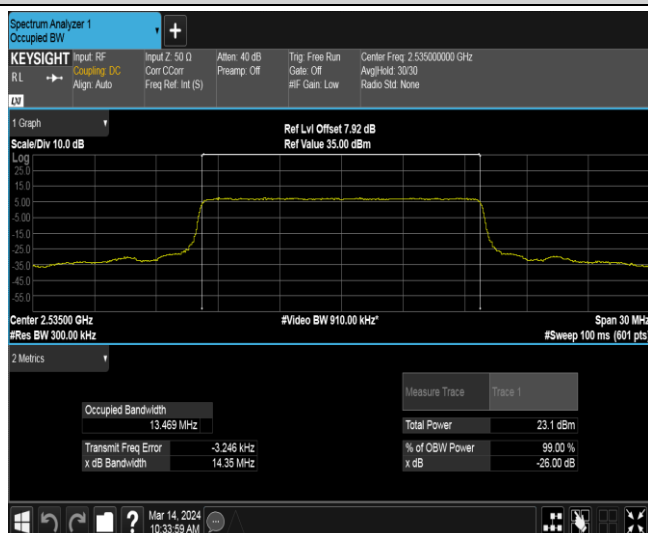 Spectrum Analyzer 1
Occupied BW
+
KEYSIGHT
RL
LXI
Input: RF
Coupling: DC
Align: Auto
Input Z: 50 Ω
Corr CCorr
Freq Ref: Int (S)
Atten: 40 dB
Preamp: Off
Trig: Free Run
Gate: Off
#IF Gain: Low
Center Freq: 2.535000000 GHz
Avg|Hold: 30/30
Radio Std: None
1 Graph
Scale/Div 10.0 dB
Ref Lvl Offset 7.92 dB
Ref Value 35.00 dBm
Log
25.0
15.0
5.00
-5.00
-15.0
-25.0
-35.0
-45.0
-55.0
Center 2.53500 GHz
#Res BW 300.00 kHz
#Video BW 910.00 kHz*
Span 30 MHz
#Sweep 100 ms (601 pts)
2 Metrics
Measure Trace Trace 1
Occupied Bandwidth
13.469 MHz
Total Power 23.1 dBm
Transmit Freq Error -3.246 kHz
% of OBW Power 99.00 %
x dB Bandwidth 14.35 MHz
x dB -26.00 dB
?
Mar 14, 2024
10:33:59 AM